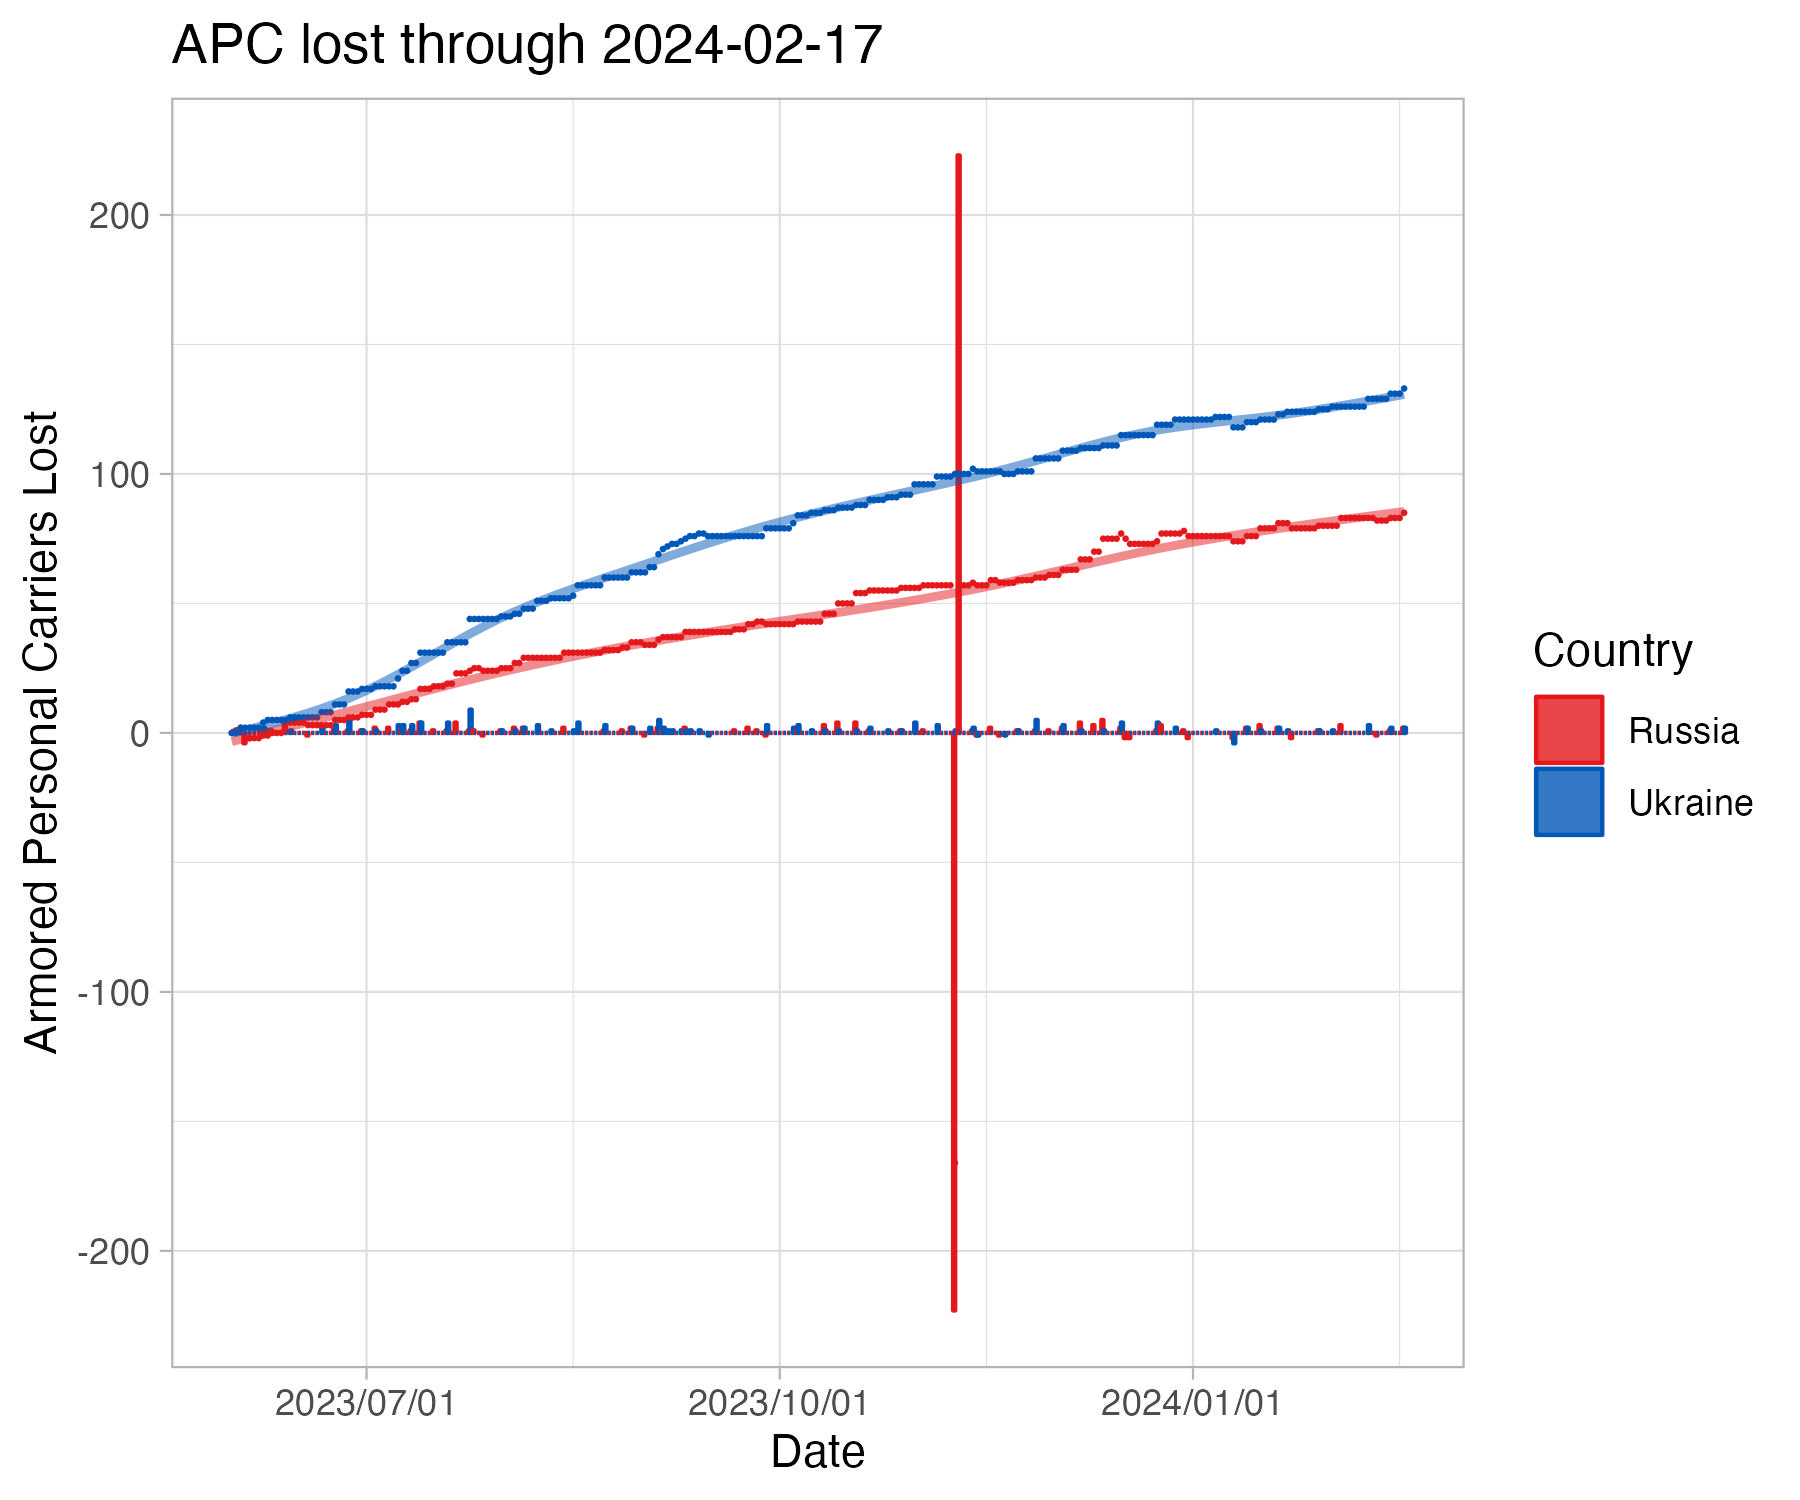 APC lost through 2024-02-17
Armored Personal Carriers Lost
200
100
0
-100
-200
2023/07/01
2023/10/01
2024/01/01
Date
Country
Russia
Ukraine